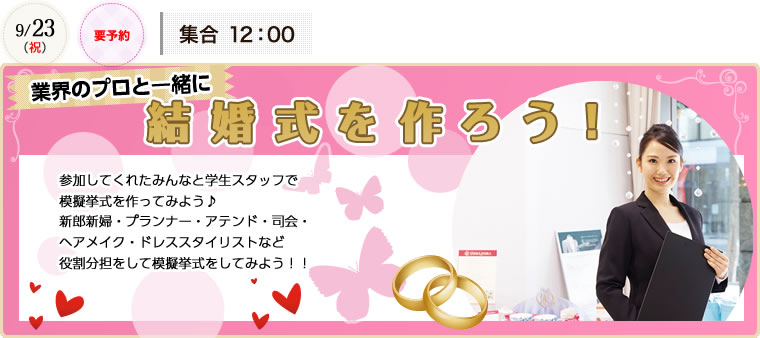 9/23
(祝)
要予約
集合 12:00
業界のプロと一緒に
結婚式を作ろう!
参加してくれたみんなと学生スタッフで
模擬挙式を作ってみよう♪
新郎新婦・プランナー・アテンド・司会・
ヘアメイク・ドレススタイリストなど
役割分担をして模擬挙式をしてみよう!!